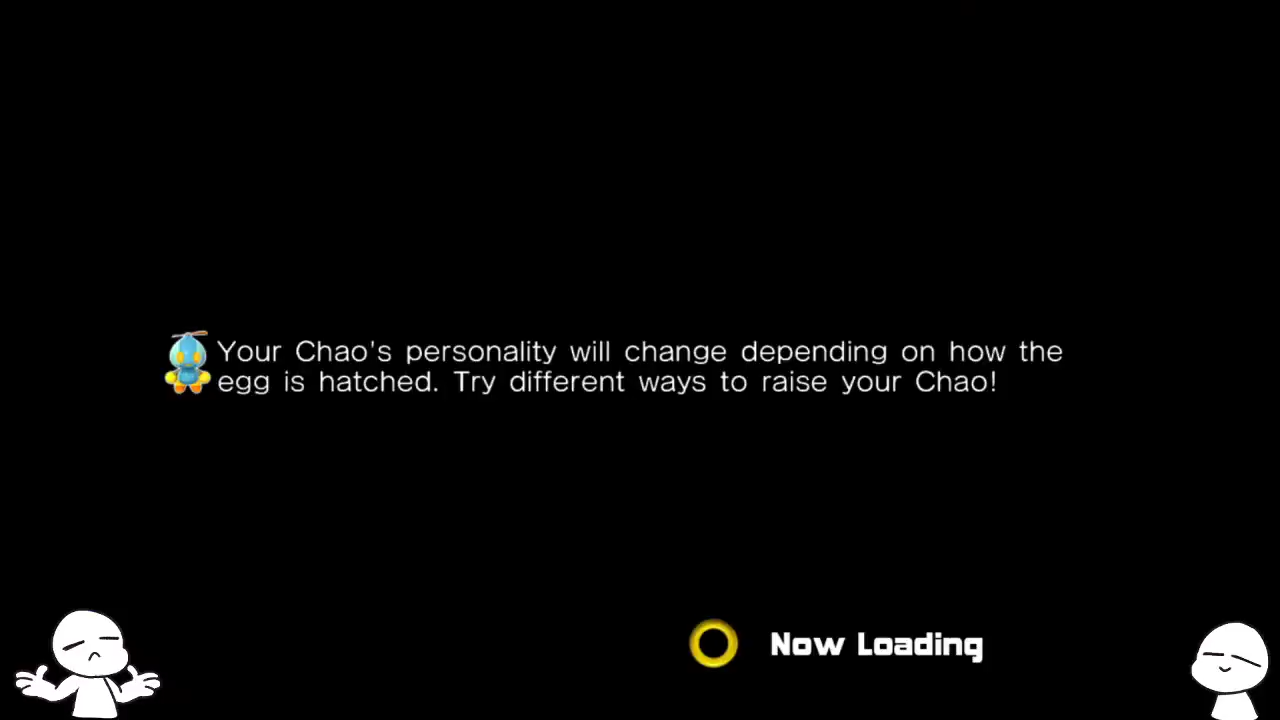 Your Chao's personality will change depending on how the
egg is hatched. Try different ways to raise your Chao!
Now Loading